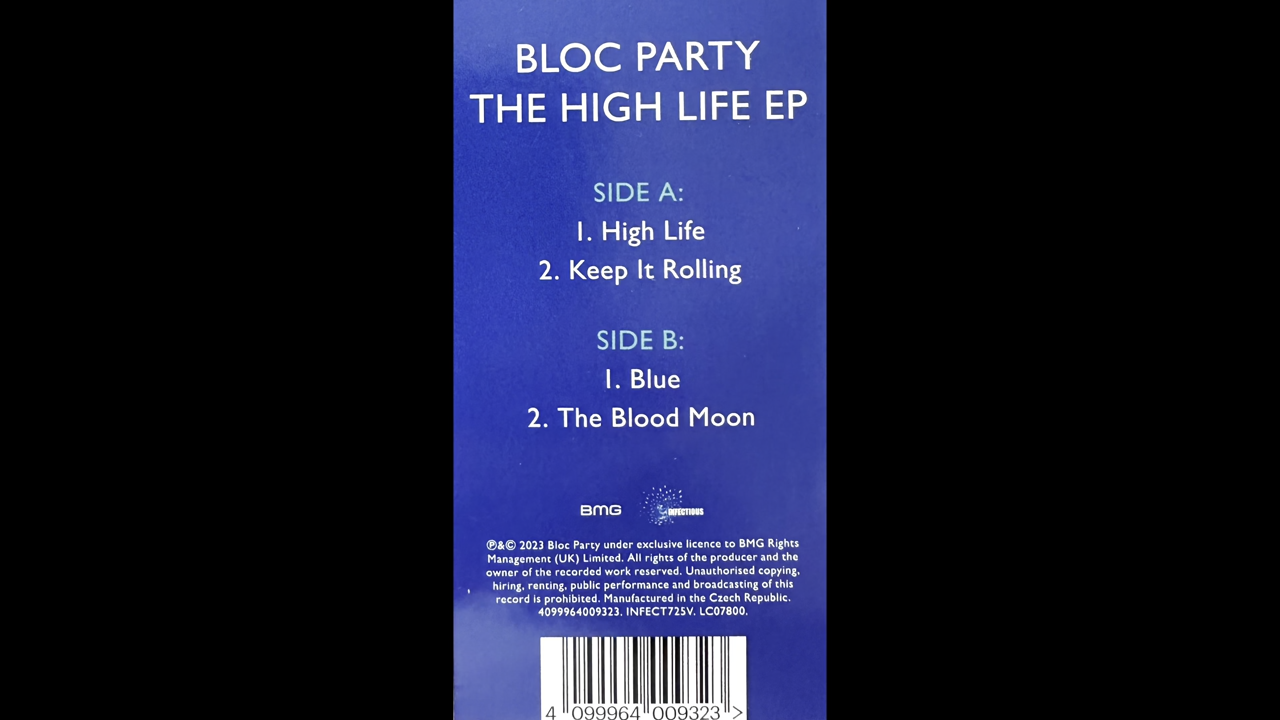 BLOC PARTY
THE HIGH LIFE EP
SIDE A:
1. High Life
2. Keep It Rolling
SIDE B:
1. Blue
2. The Blood Moon
BMG INFECTIOUS
℗&© 2023 Bloc Party under exclusive licence to BMG Rights
Management (UK) Limited. All rights of the producer and the
owner of the recorded work reserved. Unauthorised copying,
hiring, renting, public performance and broadcasting of this
record is prohibited. Manufactured in the Czech Republic.
4099964009323. INFECT725V. LC07800.
4 099964 009323 >